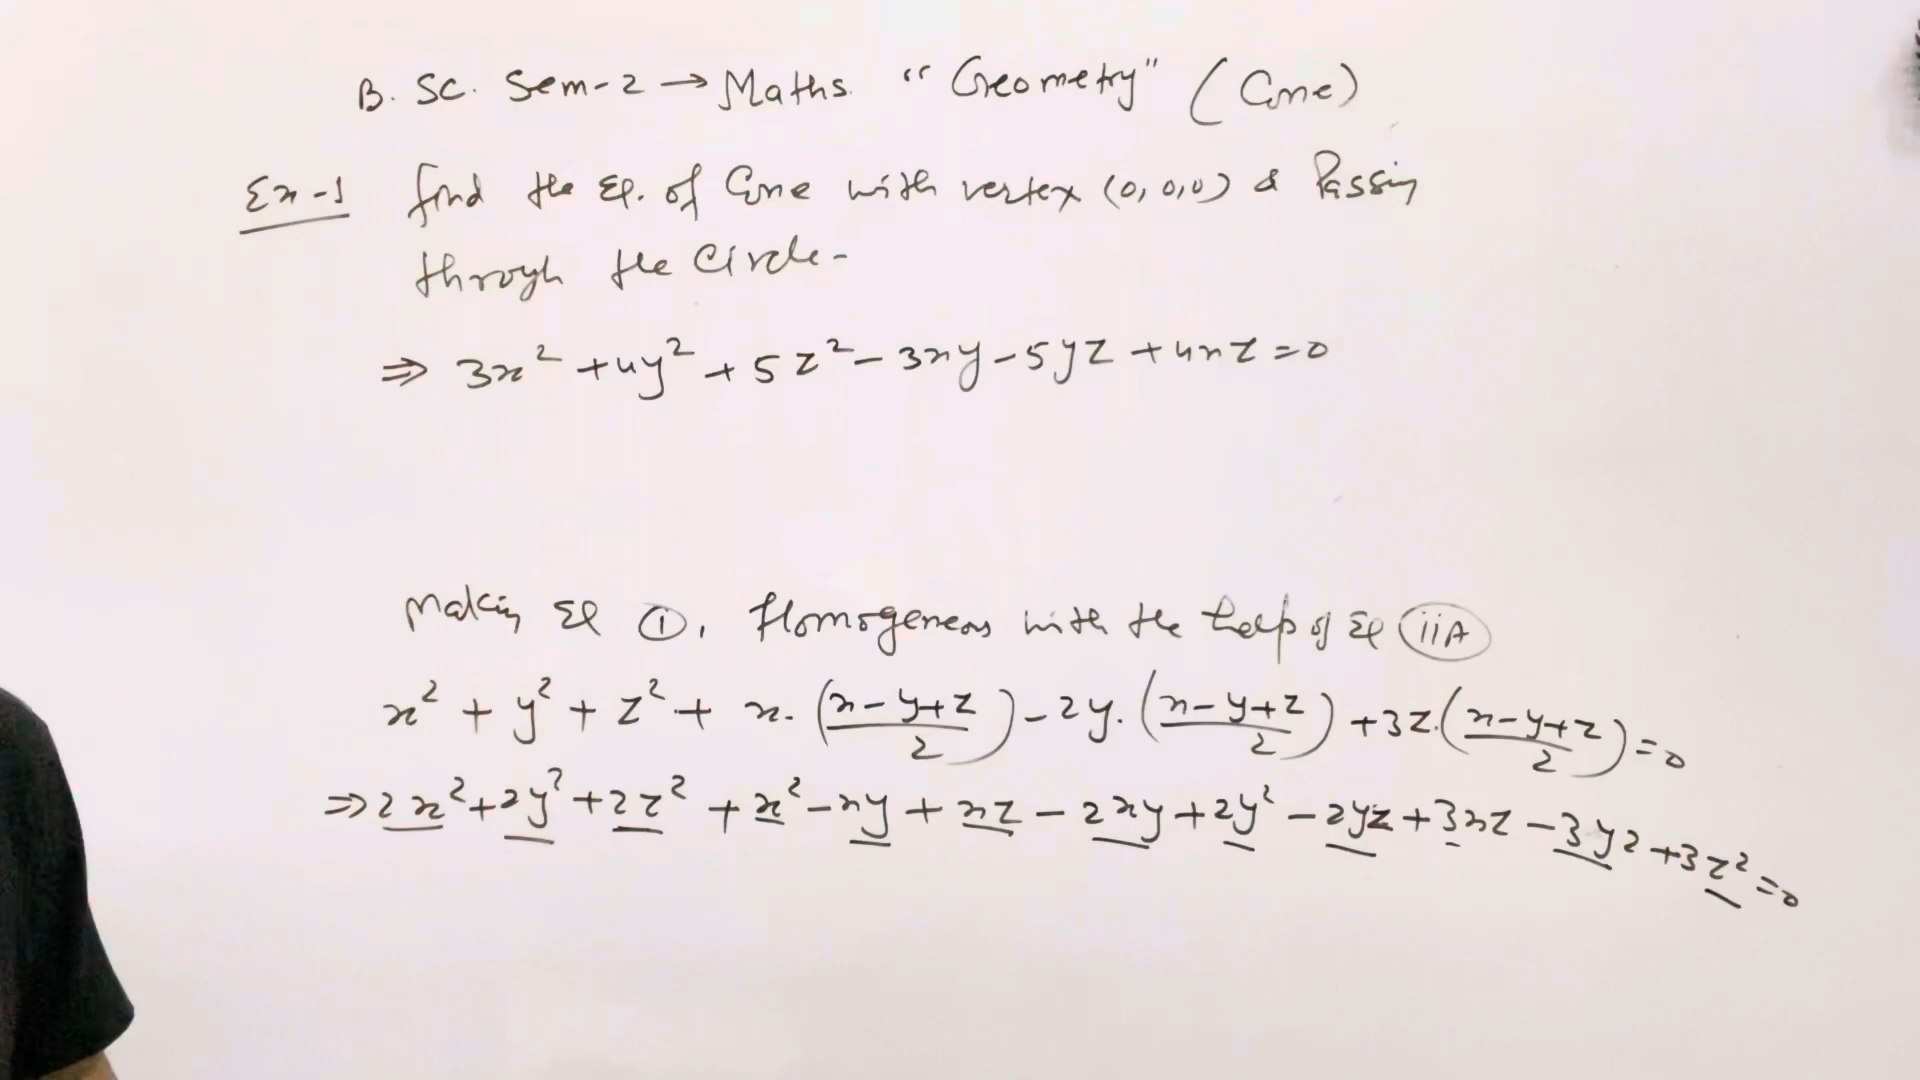 B. Sc. Sem-2 → Maths. "Geometry" (Cone)
Ex-1 find the Eq. of Cone with vertex (0,0,0) & Passing
through the Circle-
⇒ 3x² + 4y² + 5z² - 3xy - 5yz + 4xz = 0
Making Eq (i), Homogeneous with the help of Eq (iiA)
x² + y² + z² + x. (x-y+z / 2) - 2y. (x-y+z / 2) + 3z. (x-y+z / 2) = 0
⇒ 2x² + 2y² + 2z² + x² - xy + xz - 2xy + 2y² - 2yz + 3xz - 3yz + 3z² = 0